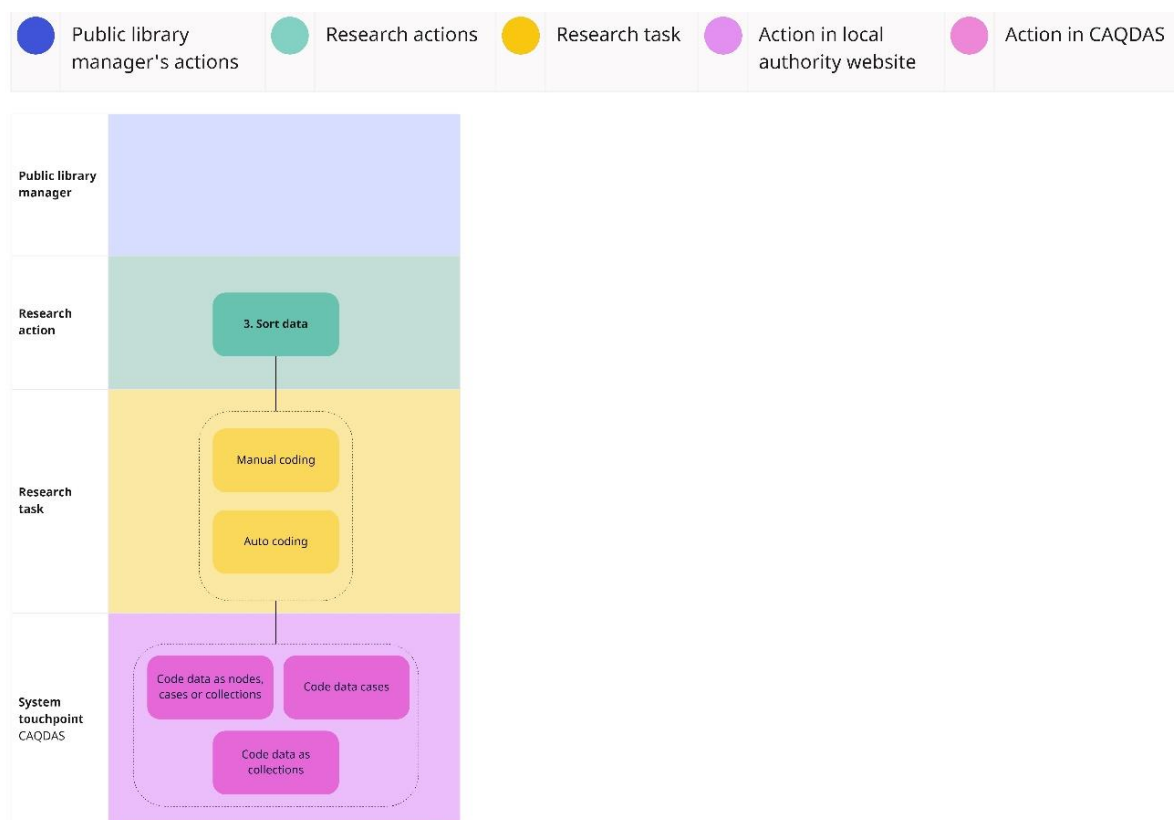 Public library
manager's actions
Research actions
Research task
Action in local
authority website
Action in CAQDAS
Public library
manager
Research
action
3. Sort data
Research
task
Manual coding
Auto coding
System
touchpoint
CAQDAS
Code data as nodes,
cases or collections
Code data cases
Code data as
collections